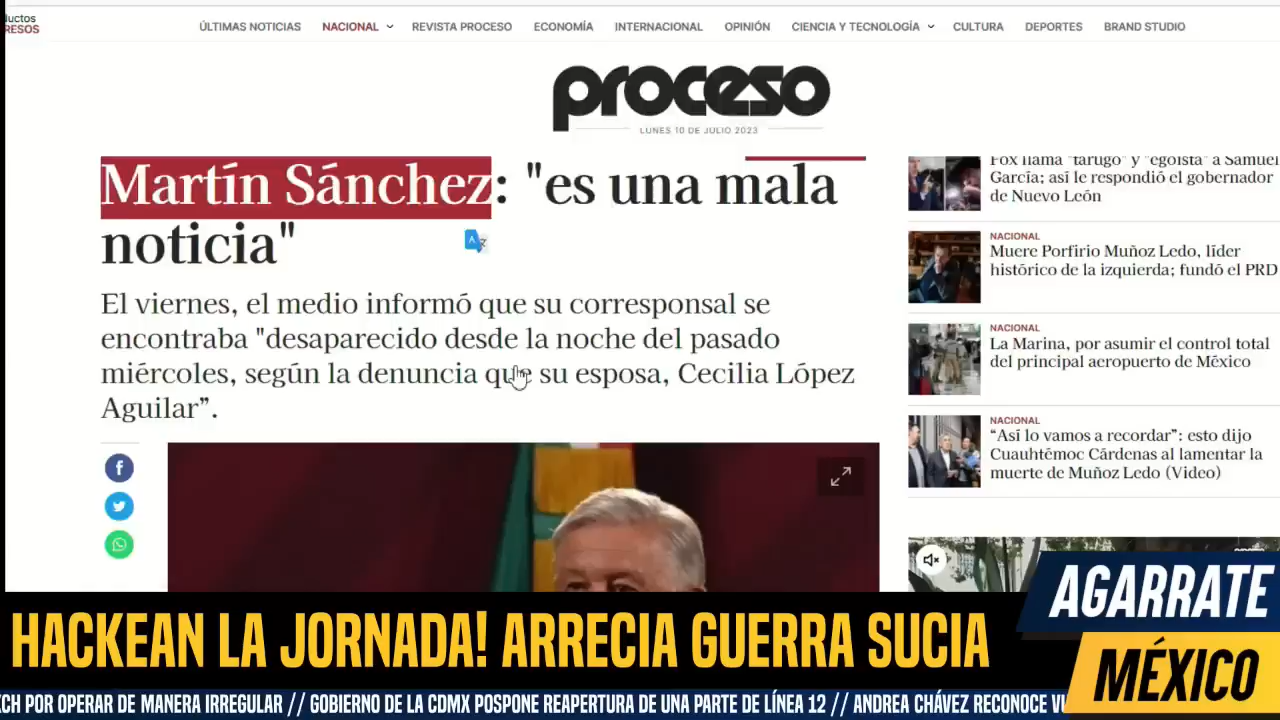 ductos
RESOS
ÚLTIMAS NOTICIAS NACIONAL REVISTA PROCESO ECONOMÍA INTERNACIONAL OPINIÓN CIENCIA Y TECNOLOGÍA CULTURA DEPORTES BRAND STUDIO
proceso
LUNES 10 DE JULIO 2023
Martín Sánchez: "es una mala
noticia"
El viernes, el medio informó que su corresponsal se
encontraba "desaparecido desde la noche del pasado
miércoles, según la denuncia que su esposa, Cecilia López
Aguilar”.
Fox llama "tarugo" y "egoísta" a Samuel
García; así le respondió el gobernador
de Nuevo León
NACIONAL
Muere Porfirio Muñoz Ledo, líder
histórico de la izquierda; fundó el PRD
NACIONAL
La Marina, por asumir el control total
del principal aeropuerto de México
NACIONAL
“Así lo vamos a recordar”: esto dijo
Cuauhtémoc Cárdenas al lamentar la
muerte de Muñoz Ledo (Video)
HACKEAN LA JORNADA! ARRECIA GUERRA SUCIA
AGARRATE
MÉXICO
XCH POR OPERAR DE MANERA IRREGULAR // GOBIERNO DE LA CDMX POSPONE REAPERTURA DE UNA PARTE DE LÍNEA 12 // ANDREA CHÁVEZ RECONOCE